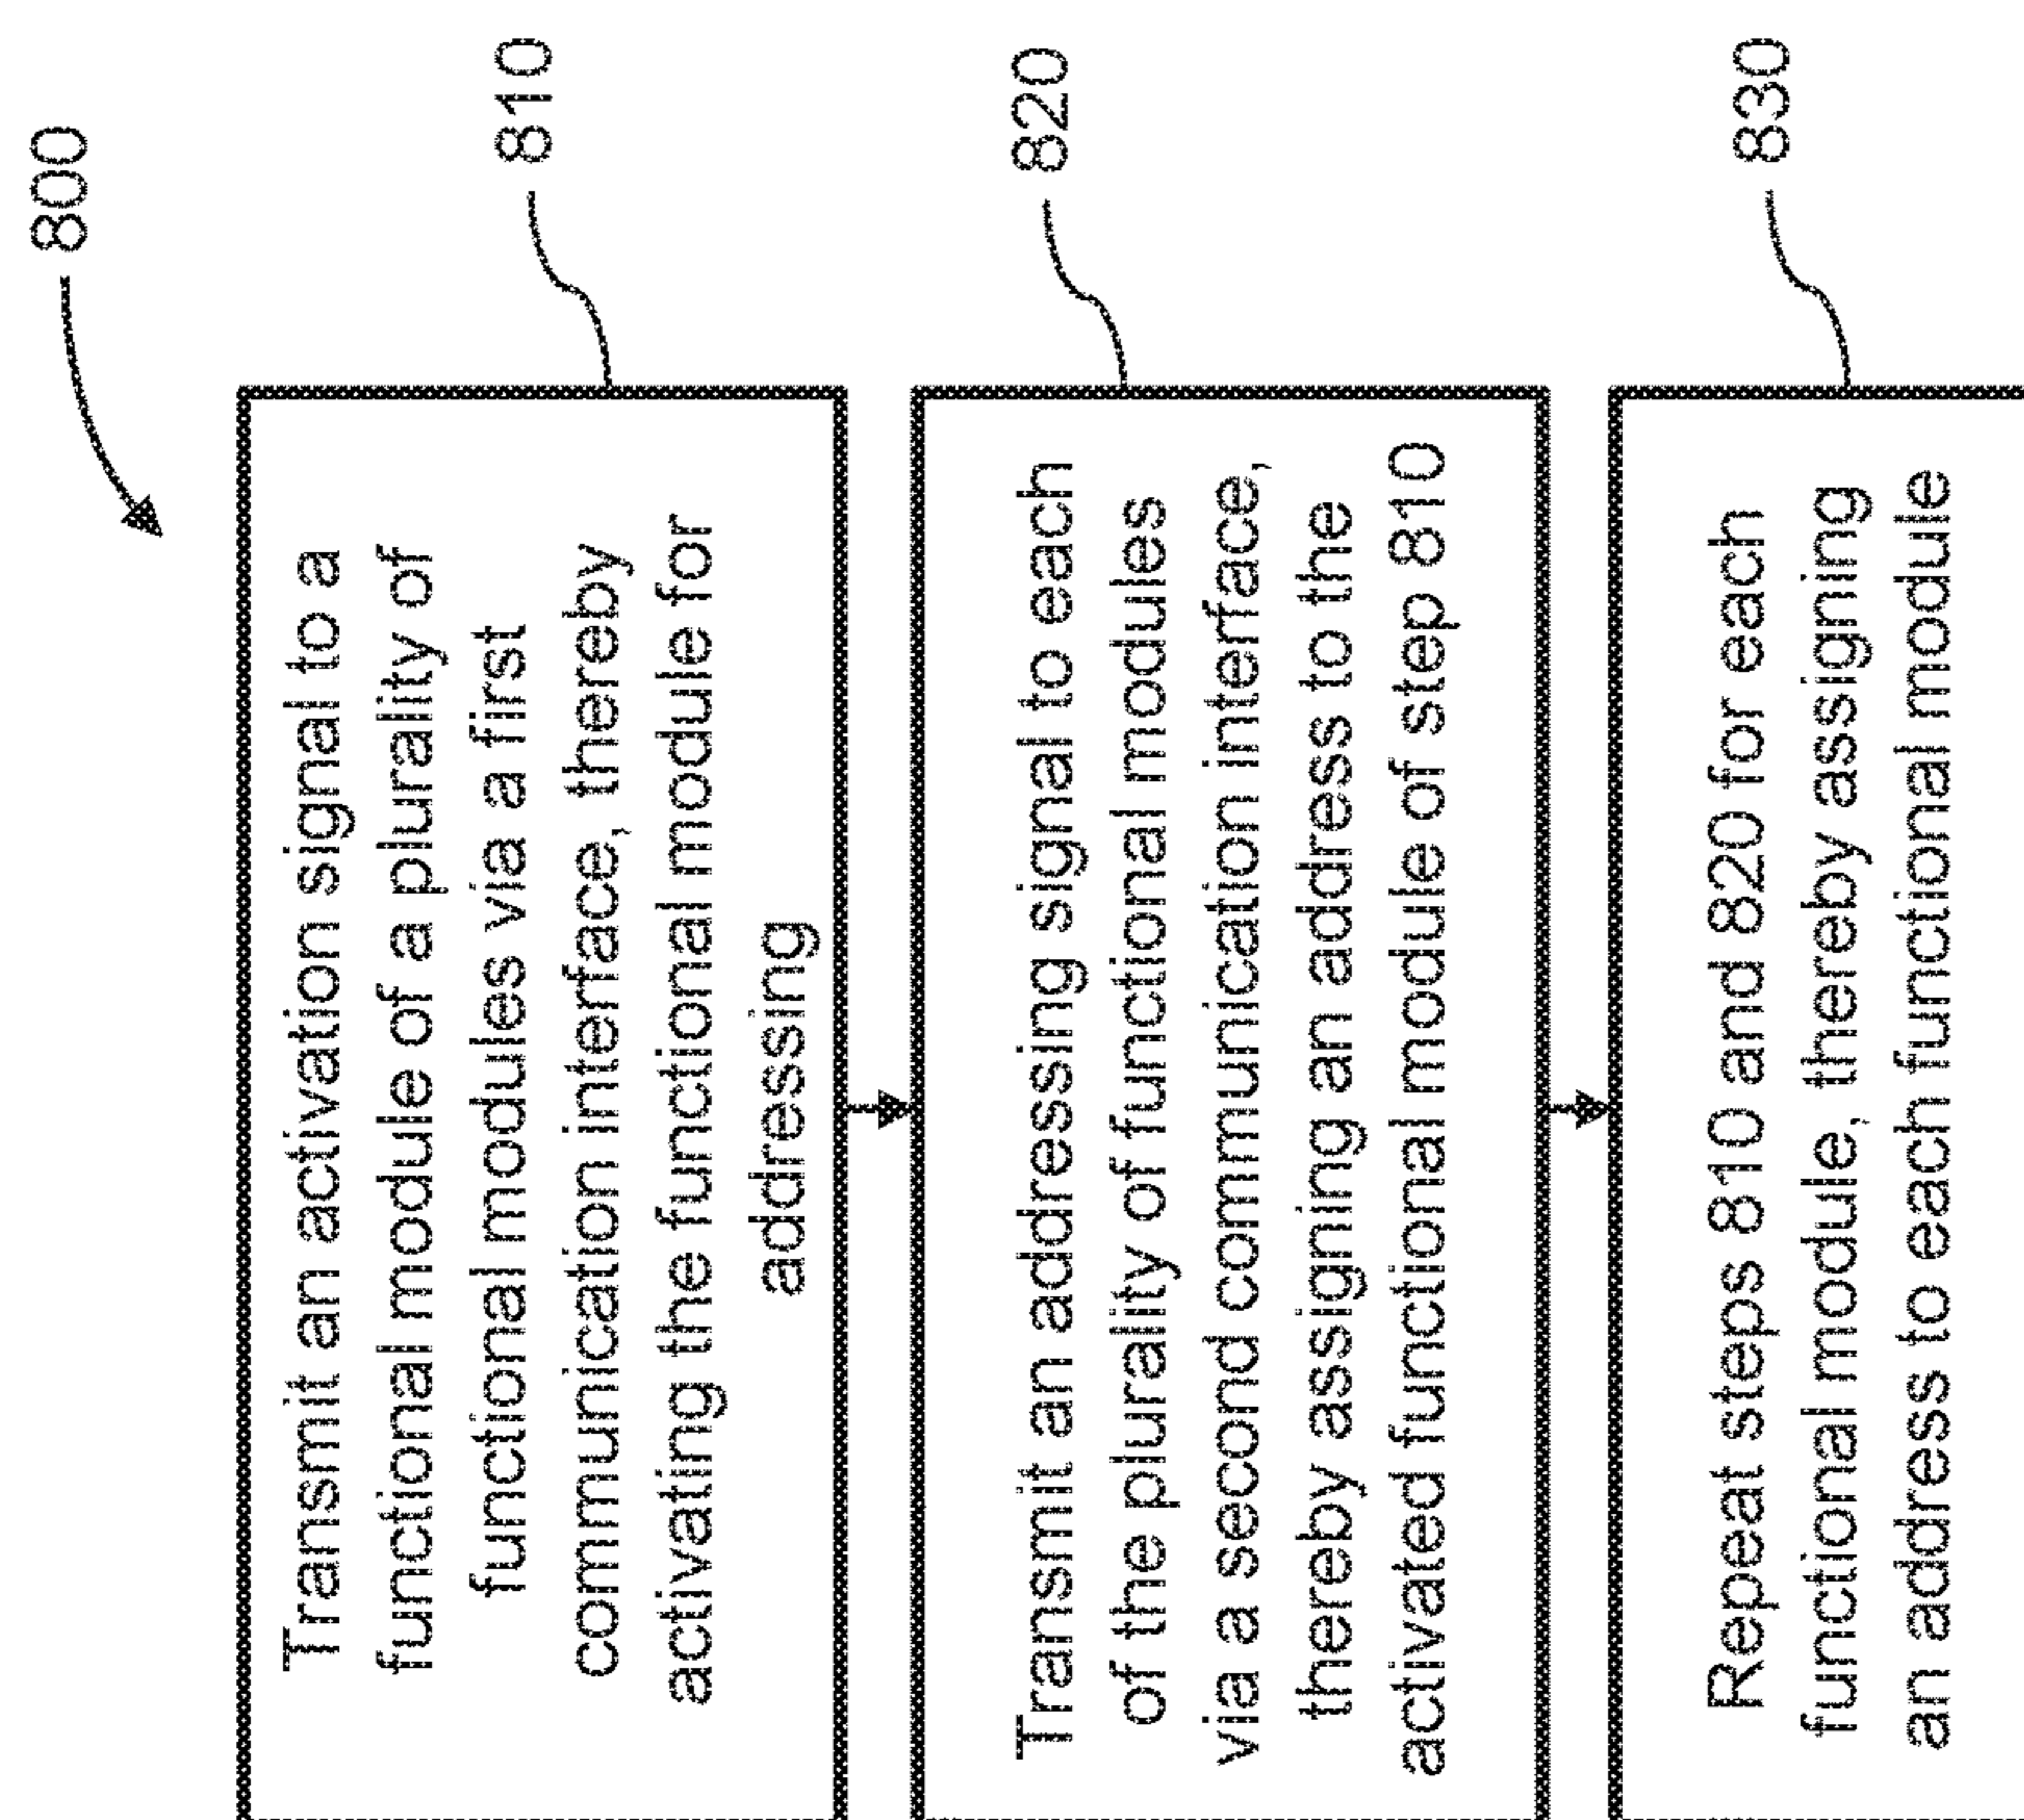 800
Transmit an activation signal to a
functional module of a plurality of
functional modules via a first
communication interface, thereby
activating the functional module for
addressing
810
Transmit an addressing signal to each
of the plurality of functional modules
via a second communication interface,
thereby assigning an address to the
activated functional module of step 810
820
Repeat steps 810 and 820 for each
functional module, thereby assigning
an address to each functional module
830